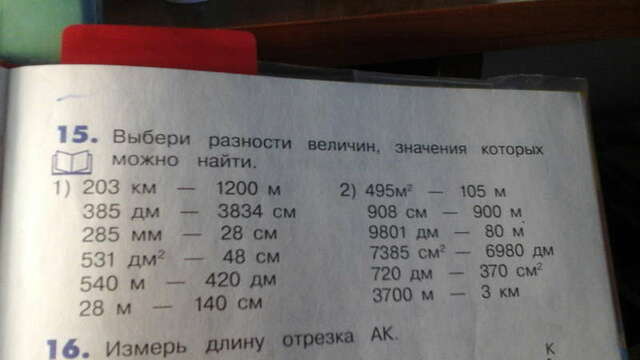 15. Выбери разности величин, значения которых
можно найти.
1) 203 км — 1200 м
385 дм — 3834 см
285 мм — 28 см
531 дм² — 48 см
540 м — 420 дм
28 м — 140 см
2) 495м² — 105 м
908 см — 900 м
9801 дм — 80 м
7385 см² — 6980 дм
720 дм — 370 см²
3700 м — 3 км
16. Измерь длину отрезка АК.
К